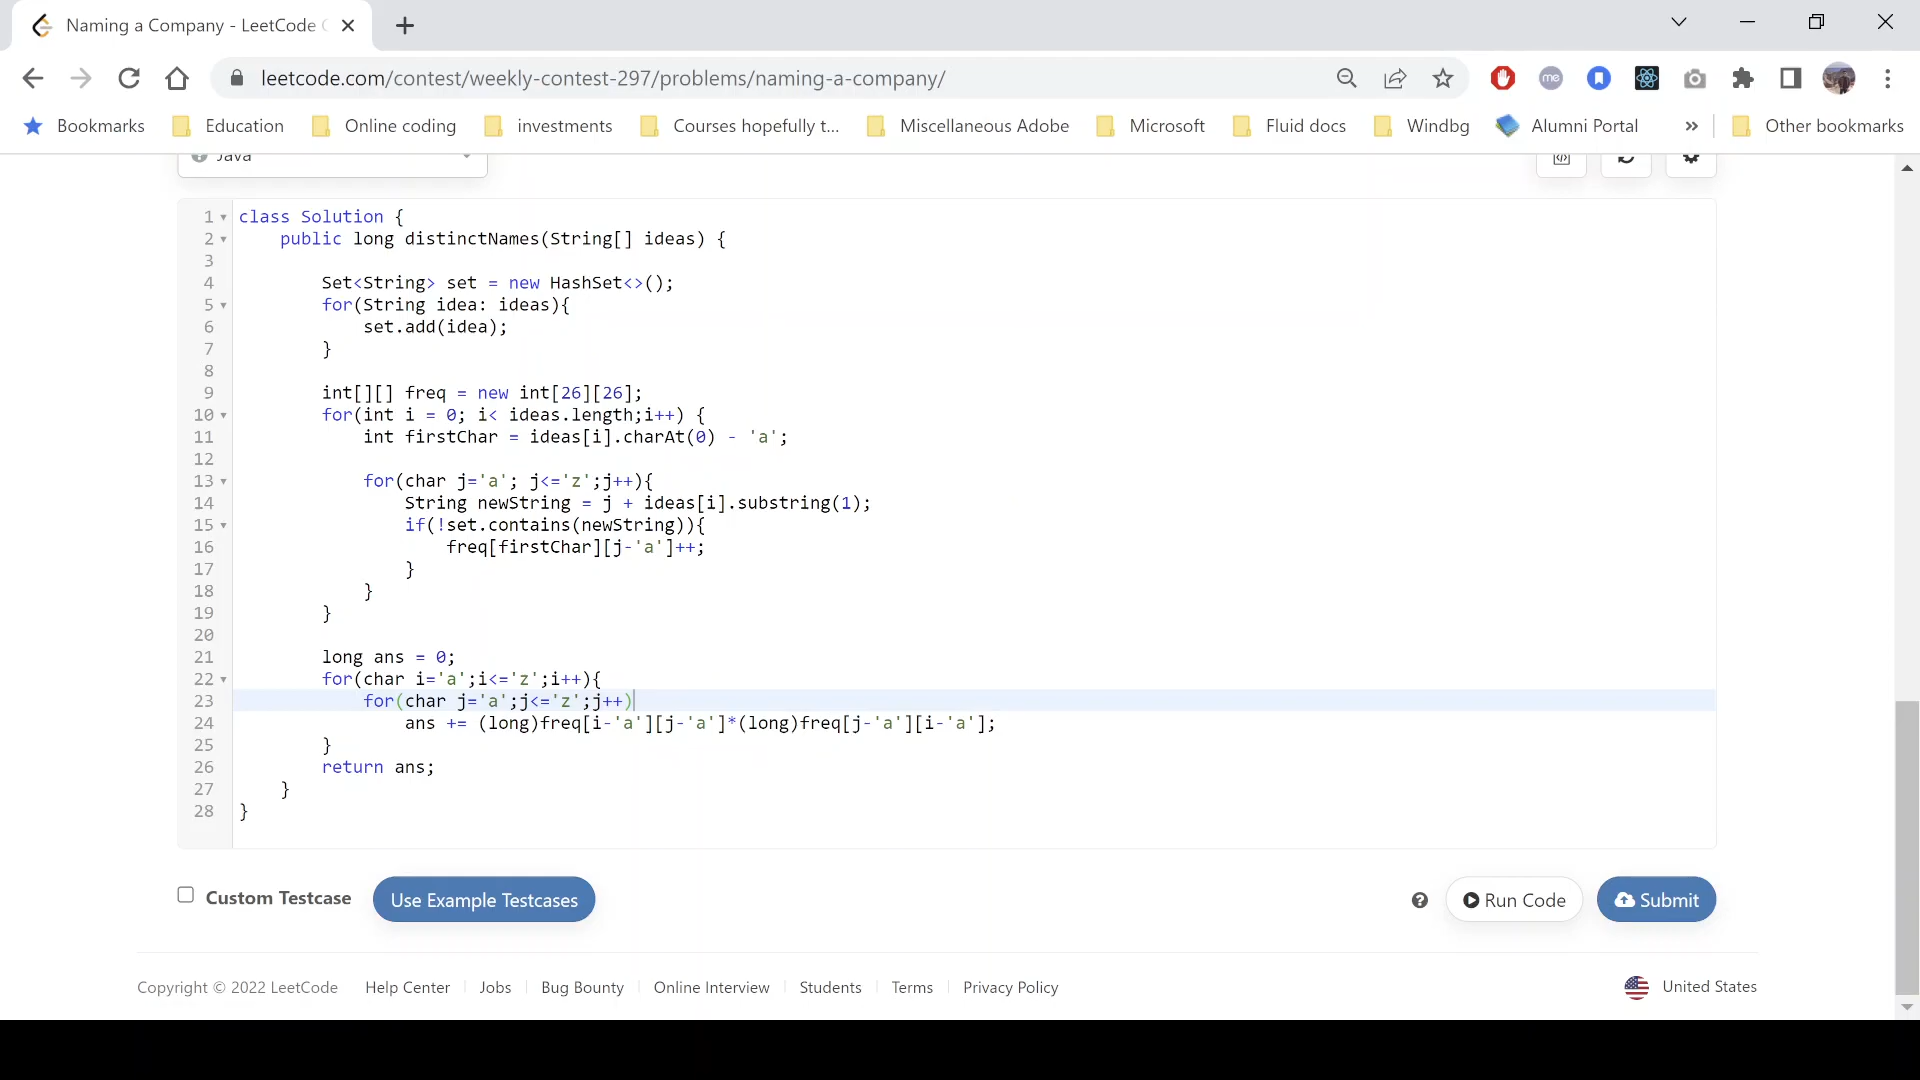 Naming a Company - LeetCode
leetcode.com/contest/weekly-contest-297/problems/naming-a-company/
me
Bookmarks Education Online coding investments Courses hopefully t... Miscellaneous Adobe Microsoft Fluid docs Windbg Alumni Portal » Other bookmarks
Java
1 class Solution {
2 public long distinctNames(String[] ideas) {
3
4 Set<String> set = new HashSet<>();
5 for(String idea: ideas){
6 set.add(idea);
7 }
8
9 int[][] freq = new int[26][26];
10 for(int i = 0; i< ideas.length;i++) {
11 int firstChar = ideas[i].charAt(0) - 'a';
12
13 for(char j='a'; j<='z';j++){
14 String newString = j + ideas[i].substring(1);
15 if(!set.contains(newString)){
16 freq[firstChar][j-'a']++;
17 }
18 }
19 }
20
21 long ans = 0;
22 for(char i='a';i<='z';i++){
23 for(char j='a';j<='z';j++)
24 ans += (long)freq[i-'a'][j-'a']*(long)freq[j-'a'][i-'a'];
25 }
26 return ans;
27 }
28 }
Custom Testcase Use Example Testcases ? Run Code Submit
Copyright © 2022 LeetCode Help Center Jobs Bug Bounty Online Interview Students Terms Privacy Policy United States